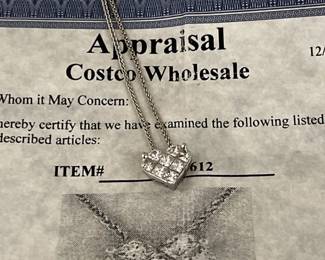 Appraisal
12/
Costco Wholesale
Whom it May Concern:
hereby certify that we have examined the following listed
described articles:
ITEM# 612